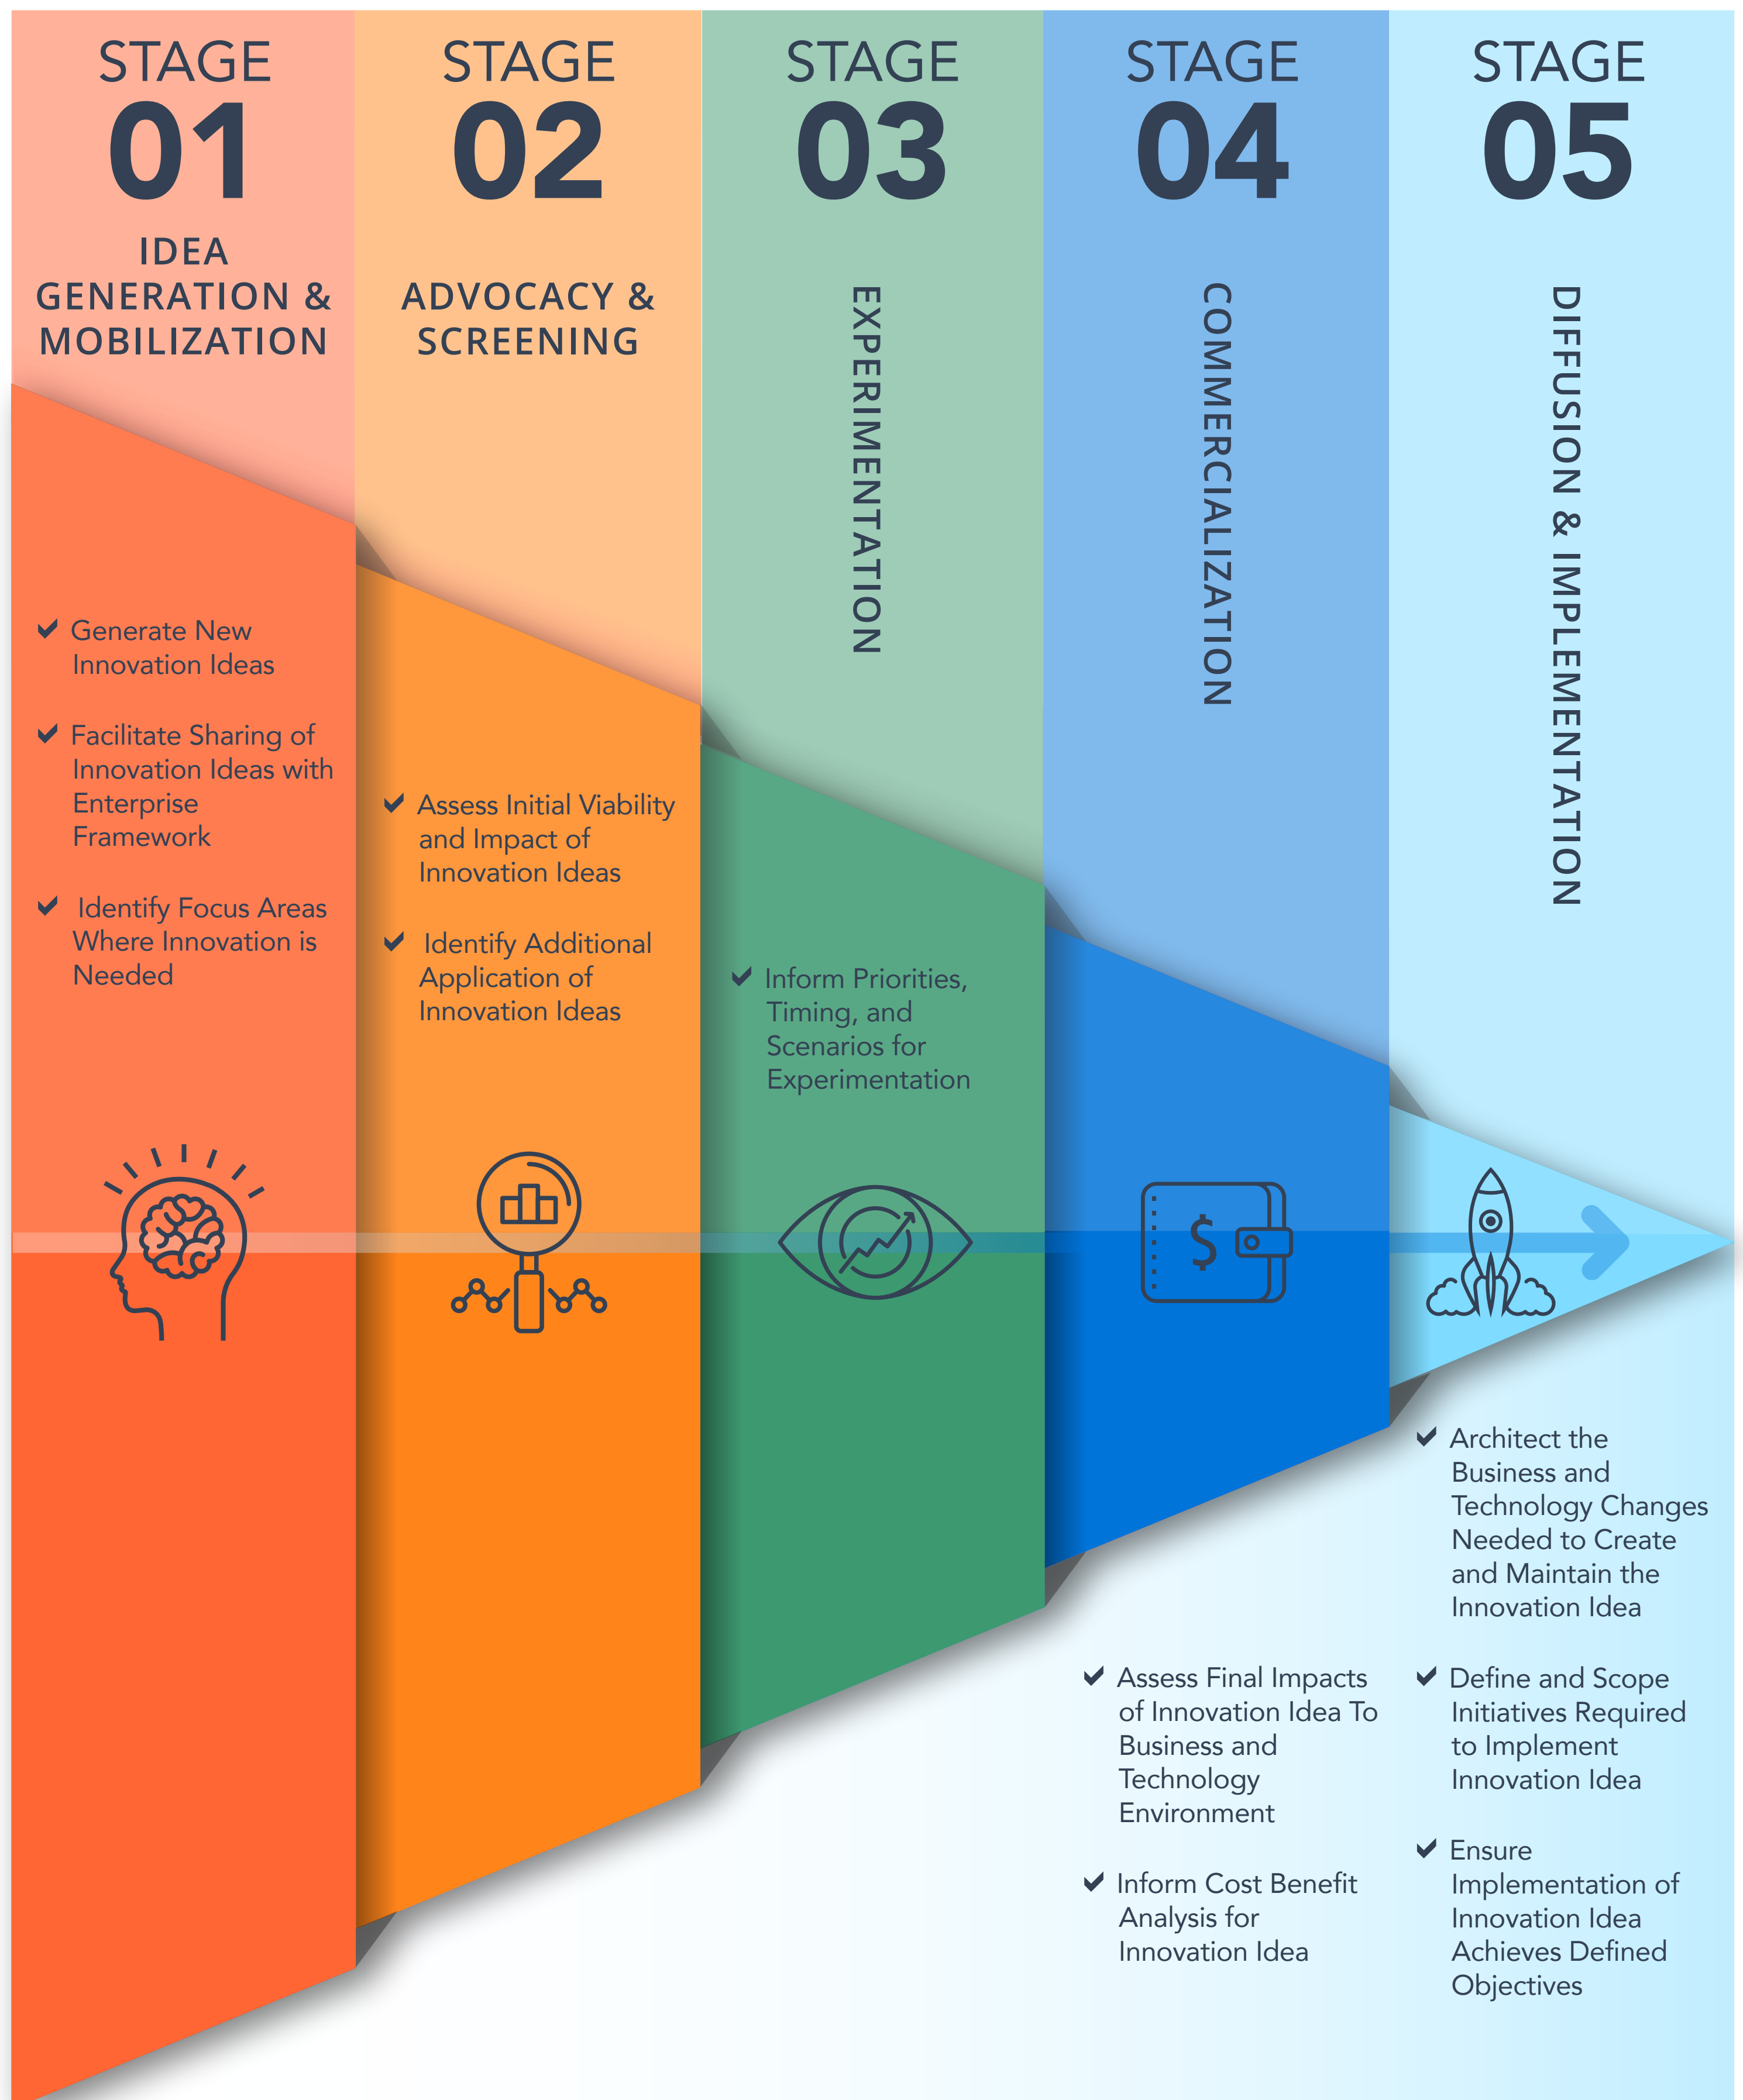 STAGE
01
IDEA
GENERATION &
MOBILIZATION
Generate New
Innovation Ideas
Facilitate Sharing of
Innovation Ideas with
Enterprise
Framework
Identify Focus Areas
Where Innovation is
Needed
STAGE
02
ADVOCACY &
SCREENING
Assess Initial Viability
and Impact of
Innovation Ideas
Identify Additional
Application of
Innovation Ideas
STAGE
03
EXPERIMENTATION
Inform Priorities,
Timing, and
Scenarios for
Experimentation
STAGE
04
COMMERCIALIZATION
$
Assess Final Impacts
of Innovation Idea To
Business and
Technology
Environment
Inform Cost Benefit
Analysis for
Innovation Idea
STAGE
05
DIFFUSION & IMPLEMENTATION
Architect the
Business and
Technology Changes
Needed to Create
and Maintain the
Innovation Idea
Define and Scope
Initiatives Required
to Implement
Innovation Idea
Ensure
Implementation of
Innovation Idea
Achieves Defined
Objectives